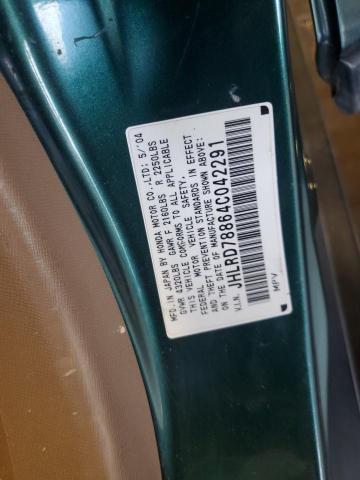 MFD.IN JAPAN BY HONDA MOTOR CO.,LTD: 5/'04
GVWR 4320LBS GAWR F 2160LBS R 2250LBS
THIS VEHICLE CONFORMS TO ALL APPLICABLE
FEDERAL MOTOR VEHICLE SAFETY,
AND THEFT PREVENTION STANDARDS IN EFFECT
ON THE DATE OF MANUFACTURE SHOWN ABOVE:
V.I.N. JHLRD78864C042291
MPV